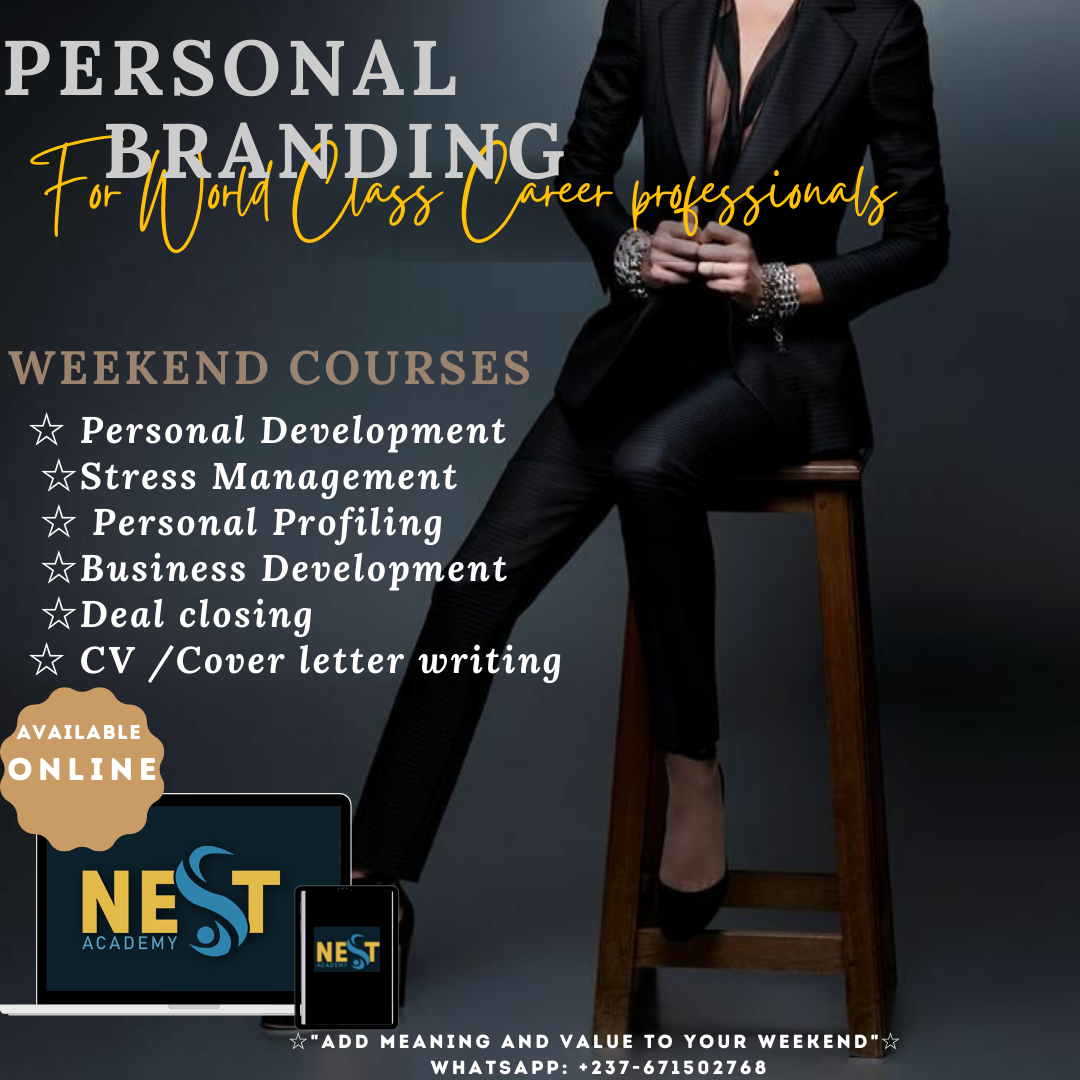 PERSONAL
BRANDING
For World Class Career professionals
WEEKEND COURSES
☆ Personal Development
☆Stress Management
☆ Personal Profiling
☆Business Development
☆Deal closing
☆ CV /Cover letter writing
AVAILABLE
ONLINE
NEST
ACADEMY
NEST
ACADEMY
☆"ADD MEANING AND VALUE TO YOUR WEEKEND"☆
WHATSAPP: +237-671502768